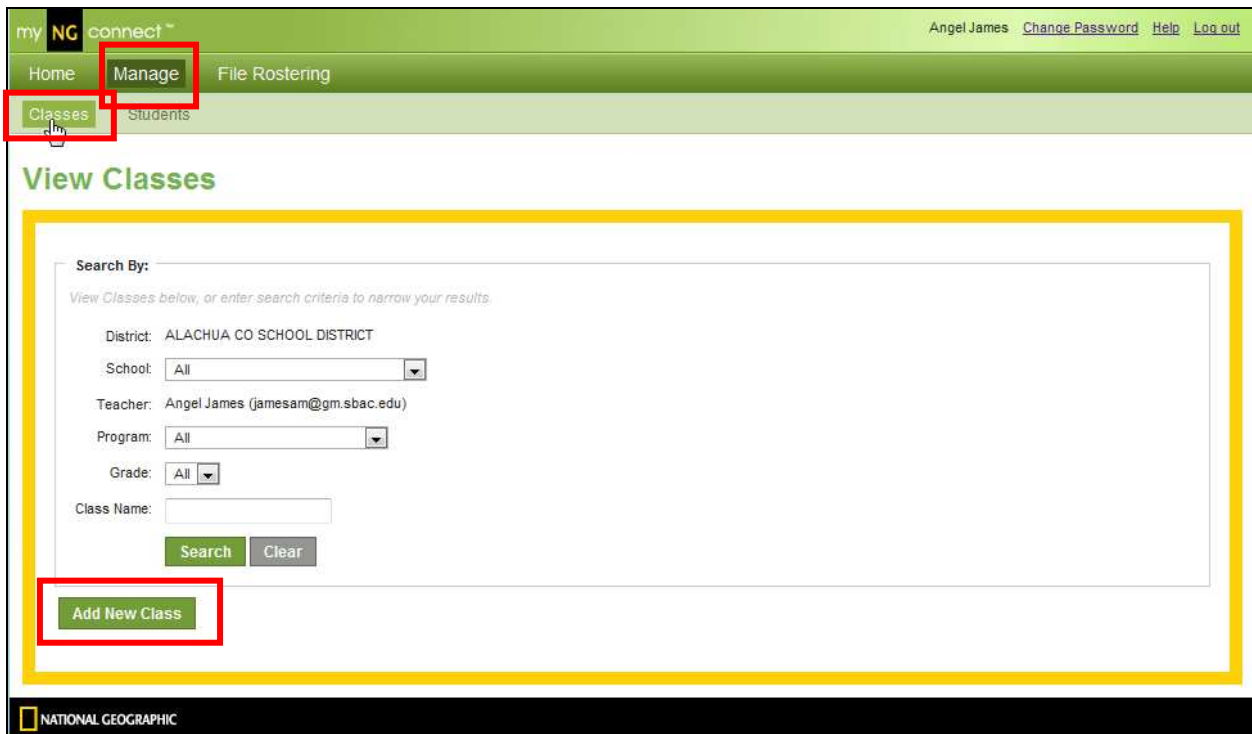 my NG connect™ Angel James Change Password Help Log out
Home Manage File Rostering
Classes Students
View Classes
Search By:
View Classes below, or enter search criteria to narrow your results.
District: ALACHUA CO SCHOOL DISTRICT
School: All
Teacher: Angel James (jamesam@gm.sbac.edu)
Program: All
Grade: All
Class Name:
Search Clear
Add New Class
NATIONAL GEOGRAPHIC